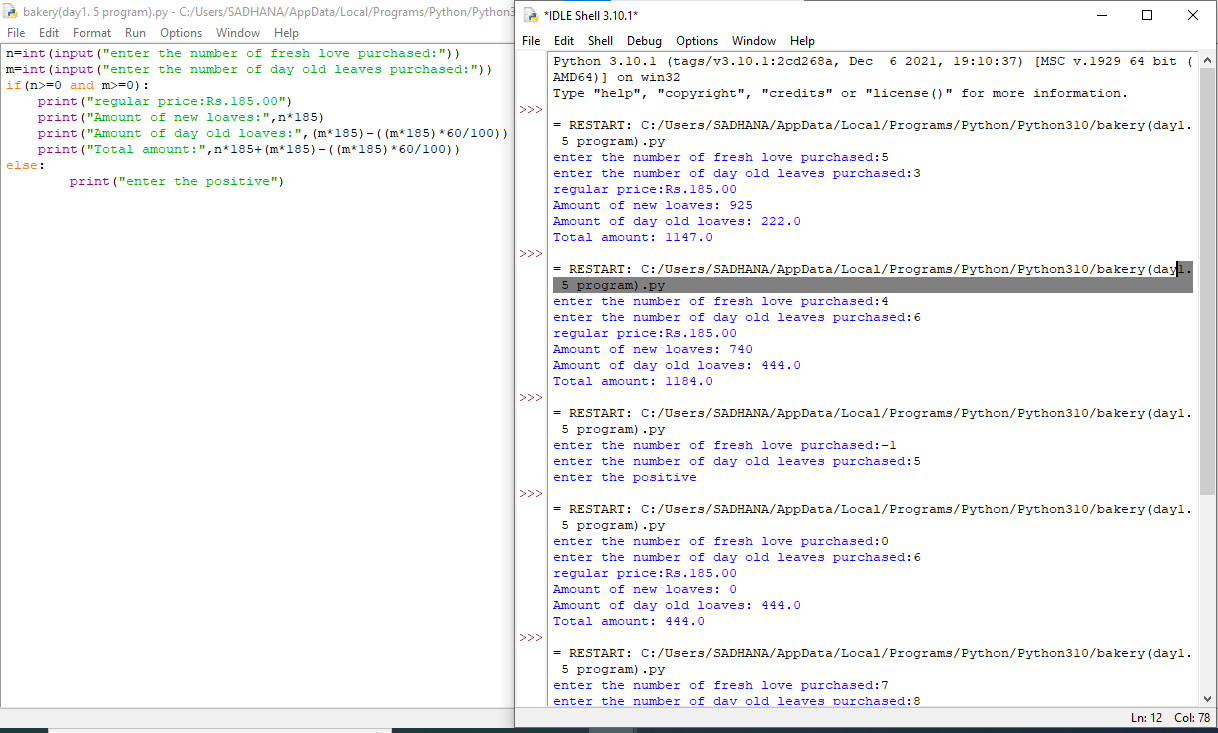 bakery(day1. 5 program).py - C:/Users/SADHANA/AppData/Local/Programs/Python/Python3
File Edit Format Run Options Window Help
n=int(input("enter the number of fresh love purchased:"))
m=int(input("enter the number of day old leaves purchased:"))
if(n>=0 and m>=0):
    print("regular price:Rs.185.00")
    print("Amount of new loaves:",n*185)
    print("Amount of day old loaves:",(m*185)-((m*185)*60/100))
    print("Total amount:",n*185+(m*185)-((m*185)*60/100))
else:
        print("enter the positive")
*IDLE Shell 3.10.1*
File Edit Shell Debug Options Window Help
Python 3.10.1 (tags/v3.10.1:2cd268a, Dec  6 2021, 19:10:37) [MSC v.1929 64 bit (
AMD64)] on win32
Type "help", "copyright", "credits" or "license()" for more information.
>>>
= RESTART: C:/Users/SADHANA/AppData/Local/Programs/Python/Python310/bakery(day1.
 5 program).py
enter the number of fresh love purchased:5
enter the number of day old leaves purchased:3
regular price:Rs.185.00
Amount of new loaves: 925
Amount of day old loaves: 222.0
Total amount: 1147.0
>>>
= RESTART: C:/Users/SADHANA/AppData/Local/Programs/Python/Python310/bakery(day1.
 5 program).py
enter the number of fresh love purchased:4
enter the number of day old leaves purchased:6
regular price:Rs.185.00
Amount of new loaves: 740
Amount of day old loaves: 444.0
Total amount: 1184.0
>>>
= RESTART: C:/Users/SADHANA/AppData/Local/Programs/Python/Python310/bakery(day1.
 5 program).py
enter the number of fresh love purchased:-1
enter the number of day old leaves purchased:5
enter the positive
>>>
= RESTART: C:/Users/SADHANA/AppData/Local/Programs/Python/Python310/bakery(day1.
 5 program).py
enter the number of fresh love purchased:0
enter the number of day old leaves purchased:6
regular price:Rs.185.00
Amount of new loaves: 0
Amount of day old loaves: 444.0
Total amount: 444.0
>>>
= RESTART: C:/Users/SADHANA/AppData/Local/Programs/Python/Python310/bakery(day1.
 5 program).py
enter the number of fresh love purchased:7
enter the number of day old leaves purchased:8
Ln: 12 Col: 78